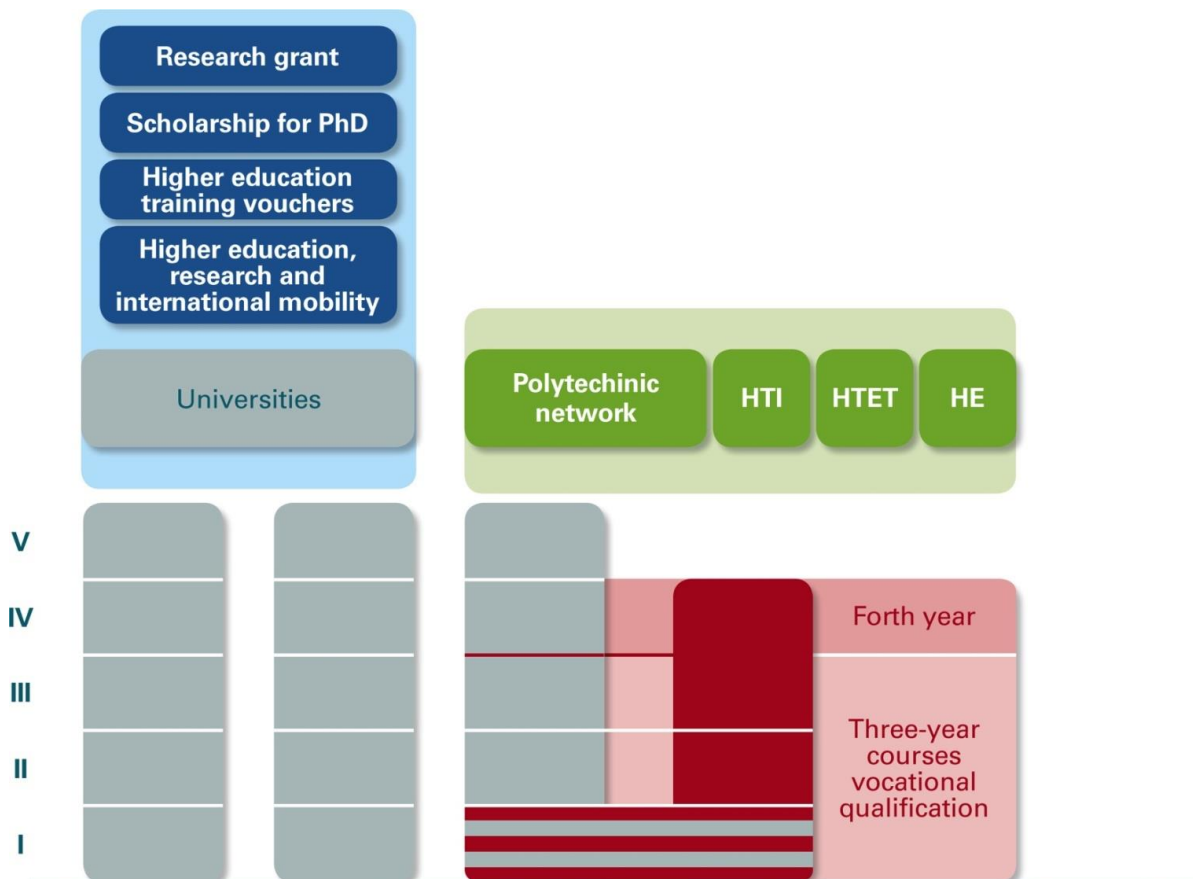 Research grant
Scholarship for PhD
Higher education
training vouchers
Higher education,
research and
international mobility
Universities
Polytechinic
network
HTI
HTET
HE
V
IV
III
II
I
Forth year
Three-year
courses
vocational
qualification